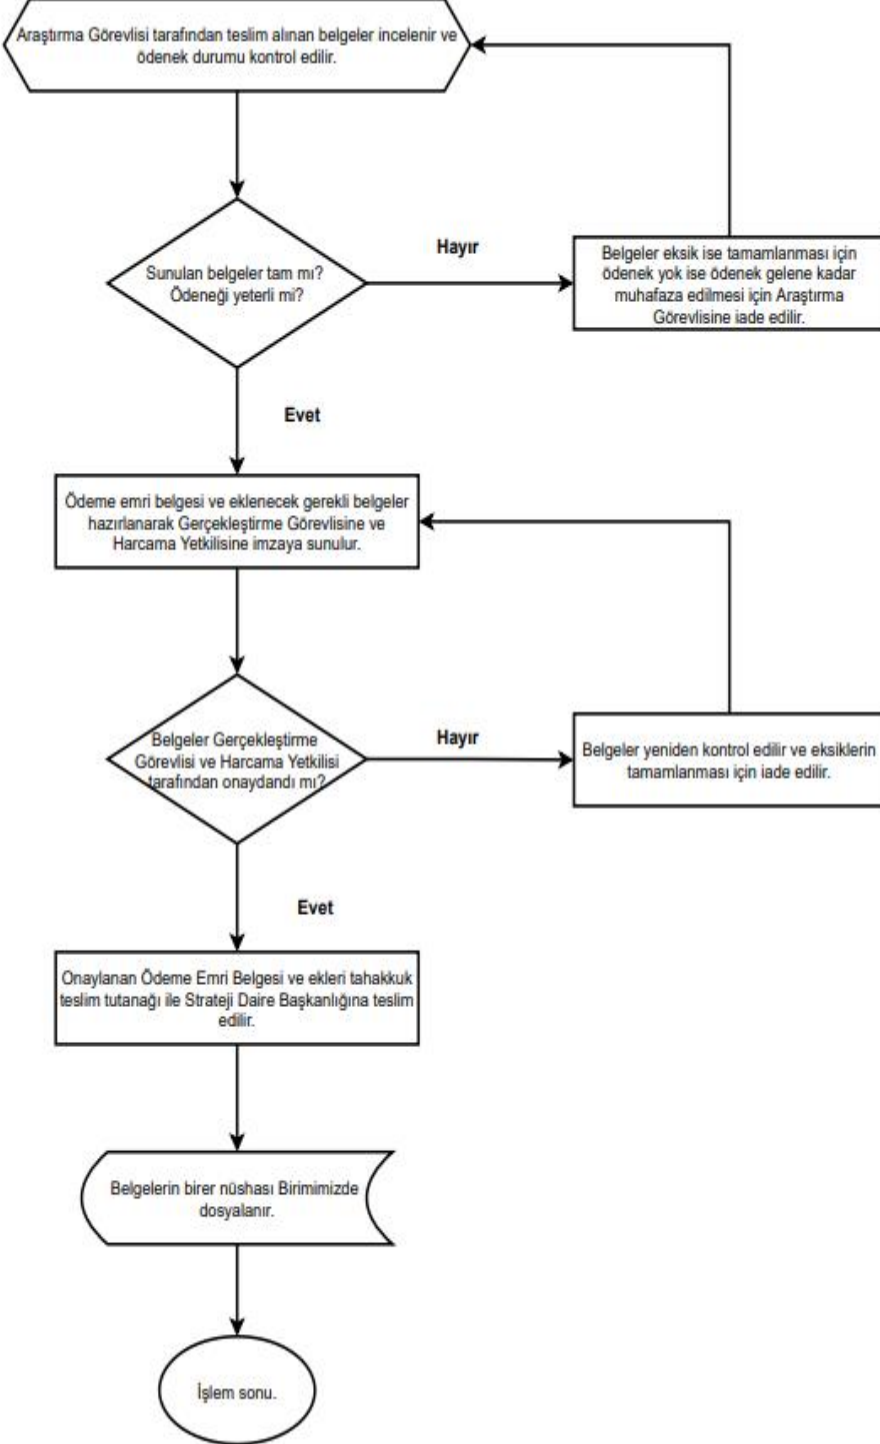 Araştırma Görevlisi tarafından teslim alınan belgeler incelenir ve
ödenek durumu kontrol edilir.
Sunulan belgeler tam mı?
Ödeneği yeterli mi?
Hayır
Belgeler eksik ise tamamlanması için
ödenek yok ise ödenek gelene kadar
muhafaza edilmesi için Araştırma
Görevlisine iade edilir.
Evet
Ödeme emri belgesi ve eklenecek gerekli belgeler
hazırlanarak Gerçekleştirme Görevlisine ve
Harcama Yetkilisine imzaya sunulur.
Belgeler Gerçekleştirme
Görevlisi ve Harcama Yetkilisi
tarafından onaydandı mı?
Hayır
Belgeler yeniden kontrol edilir ve eksiklerin
tamamlanması için iade edilir.
Evet
Onaylanan Ödeme Emri Belgesi ve ekleri tahakkuk
teslim tutanağı ile Strateji Daire Başkanlığına teslim
edilir.
Belgelerin birer nüshası Birimimizde
dosyalanır.
İşlem sonu.